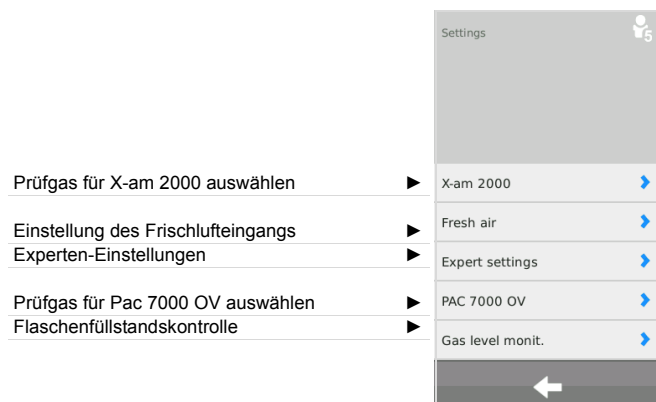 Settings
5
Prüfgas für X-am 2000 auswählen ► X-am 2000
Einstellung des Frischlufteingangs ► Fresh air
Experten-Einstellungen ► Expert settings
Prüfgas für Pac 7000 OV auswählen ► PAC 7000 OV
Flaschenfüllstandskontrolle ► Gas level monit.